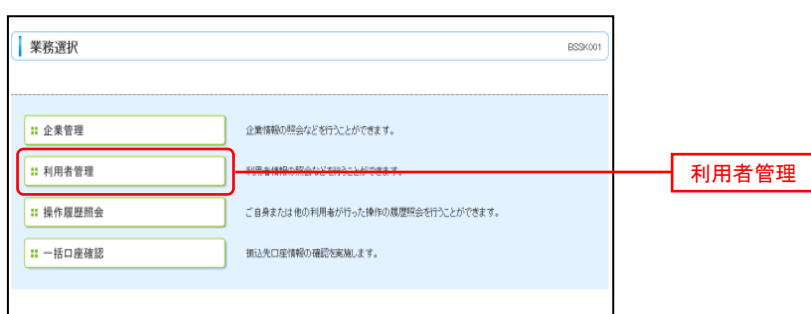 業務選択
BSSK001
企業管理
企業情報の照会などを行うことができます。
利用者管理
利用者情報の照会などを行うことができます。
利用者管理
操作履歴照会
ご自身または他の利用者が行った操作の履歴照会を行うことができます。
一括口座確認
振込先口座情報の確認を実施します。